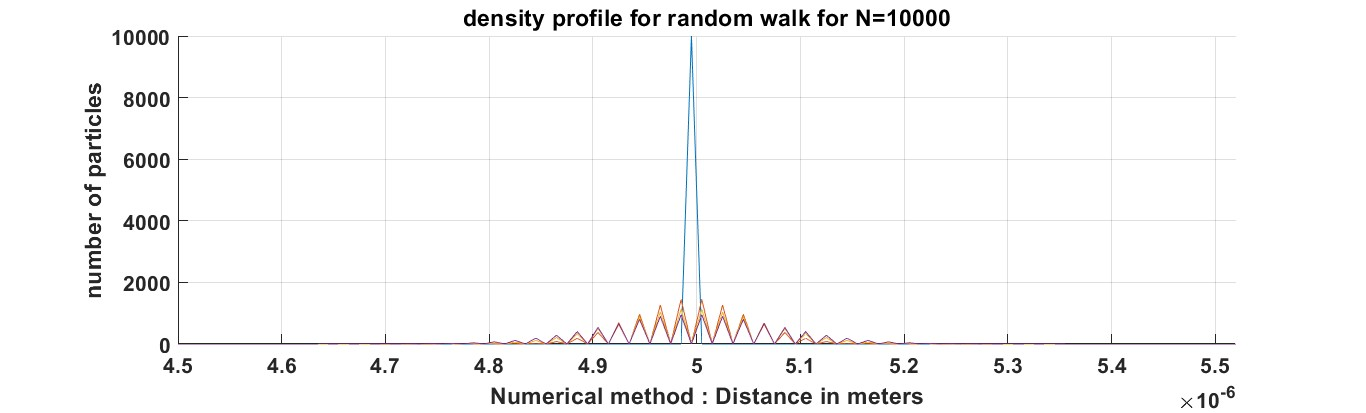 density profile for random walk for N=10000
number of particles
10000
8000
6000
4000
2000
0
4.5 4.6 4.7 4.8 4.9 5 5.1 5.2 5.3 5.4 5.5
Numerical method : Distance in meters
×10-6